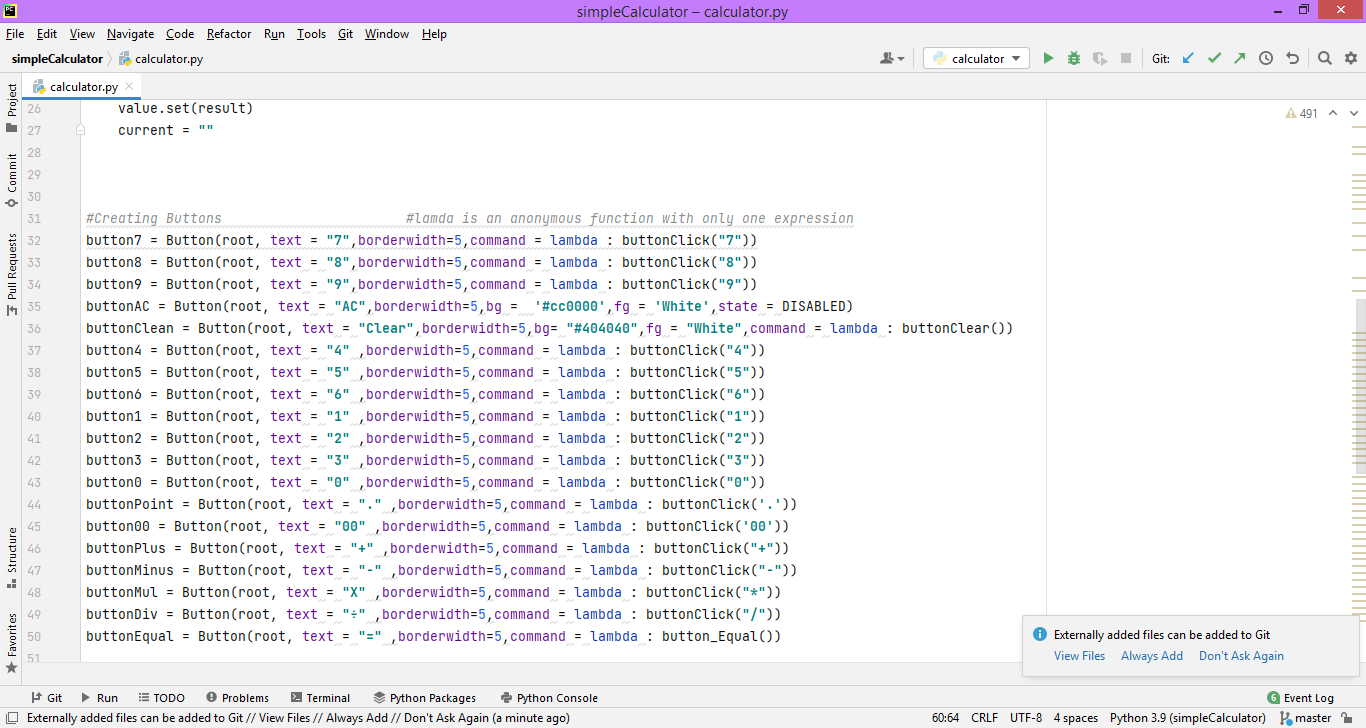 simpleCalculator – calculator.py
File Edit View Navigate Code Refactor Run Tools Git Window Help
simpleCalculator calculator.py calculator Git:
calculator.py
491
Project
Commit
Pull Requests
Structure
Favorites
26 value.set(result)
27 current = ""
28
29
30
31 #Creating Buttons #lamda is an anonymous function with only one expression
32 button7 = Button(root, text = "7",borderwidth=5,command = lambda : buttonClick("7"))
33 button8 = Button(root, text = "8",borderwidth=5,command = lambda : buttonClick("8"))
34 button9 = Button(root, text = "9",borderwidth=5,command = lambda : buttonClick("9"))
35 buttonAC = Button(root, text = "AC",borderwidth=5,bg = '#cc0000',fg = 'White',state = DISABLED)
36 buttonClean = Button(root, text = "Clear",borderwidth=5,bg= "#404040",fg = "White",command = lambda : buttonClear())
37 button4 = Button(root, text = "4" ,borderwidth=5,command = lambda : buttonClick("4"))
38 button5 = Button(root, text = "5" ,borderwidth=5,command = lambda : buttonClick("5"))
39 button6 = Button(root, text = "6" ,borderwidth=5,command = lambda : buttonClick("6"))
40 button1 = Button(root, text = "1" ,borderwidth=5,command = lambda : buttonClick("1"))
41 button2 = Button(root, text = "2" ,borderwidth=5,command = lambda : buttonClick("2"))
42 button3 = Button(root, text = "3" ,borderwidth=5,command = lambda : buttonClick("3"))
43 button0 = Button(root, text = "0" ,borderwidth=5,command = lambda : buttonClick("0"))
44 buttonPoint = Button(root, text = "." ,borderwidth=5,command = lambda : buttonClick('.'))
45 button00 = Button(root, text = "00" ,borderwidth=5,command = lambda : buttonClick('00'))
46 buttonPlus = Button(root, text = "+" ,borderwidth=5,command = lambda : buttonClick("+"))
47 buttonMinus = Button(root, text = "-" ,borderwidth=5,command = lambda : buttonClick("-"))
48 buttonMul = Button(root, text = "X" ,borderwidth=5,command = lambda : buttonClick("*"))
49 buttonDiv = Button(root, text = "÷" ,borderwidth=5,command = lambda : buttonClick("/"))
50 buttonEqual = Button(root, text = "=" ,borderwidth=5,command = lambda : button_Equal())
51
Externally added files can be added to Git
View Files Always Add Don't Ask Again
Git Run TODO Problems Terminal Python Packages Python Console 6 Event Log
Externally added files can be added to Git // View Files // Always Add // Don't Ask Again (a minute ago) 60:64 CRLF UTF-8 4 spaces Python 3.9 (simpleCalculator) master